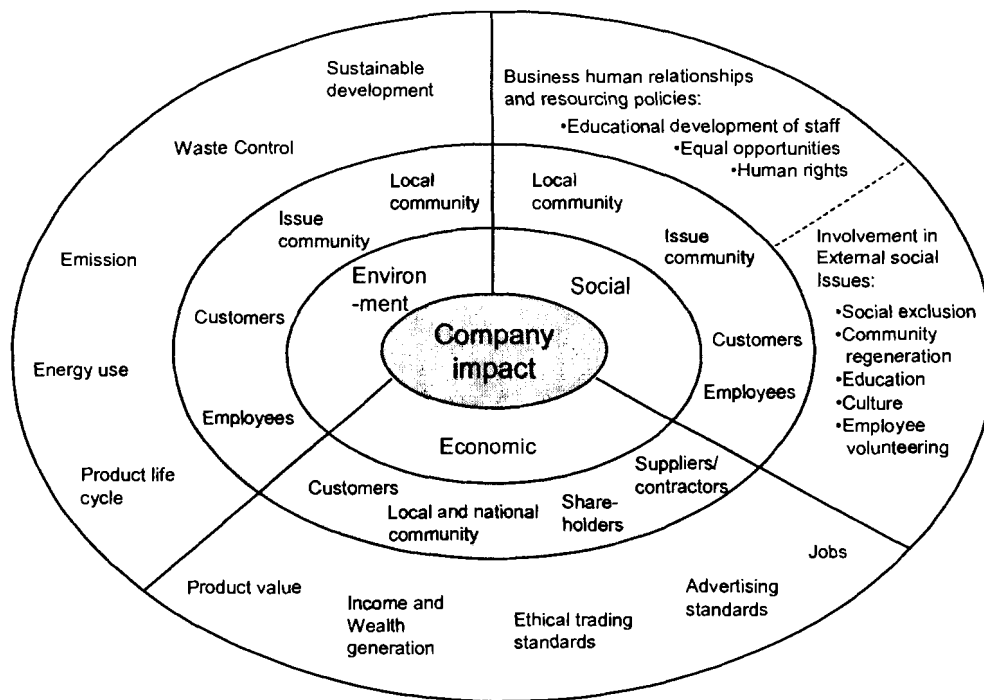 Sustainable
development
Waste Control
Emission
Energy use
Product life
cycle
Business human relationships
and resourcing policies:
•Educational development of staff
•Equal opportunities
•Human rights
Involvement in
External social
Issues:
•Social exclusion
•Community
regeneration
•Education
•Culture
•Employee
volunteering
Local
community
Issue
community
Customers
Employees
Local
community
Issue
community
Customers
Employees
Environ
-ment
Social
Company
impact
Economic
Customers
Local and national
community
Share-
holders
Suppliers/
contractors
Product value
Income and
Wealth
generation
Ethical trading
standards
Advertising
standards
Jobs